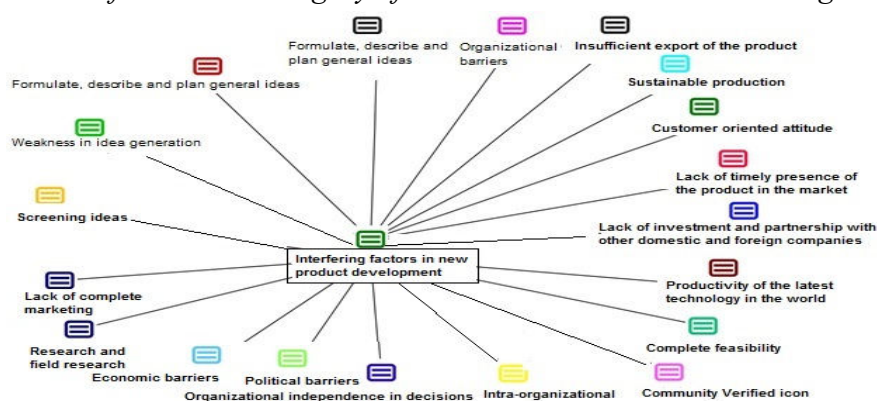 Formulate, describe and
plan general ideas
Organizational
barriers
Insufficient export of the product
Formulate, describe and plan general ideas
Sustainable production
Customer oriented attitude
Weakness in idea generation
Lack of timely presence of
the product in the market
Screening ideas
Lack of investment and partnership with
other domestic and foreign companies
Interfering factors in new
product development
Productivity of the latest
technology in the world
Lack of complete
marketing
Research and
field research
Complete feasibility
Economic barriers
Political barriers
Organizational independence in decisions
Intra-organizational
Community Verified icon